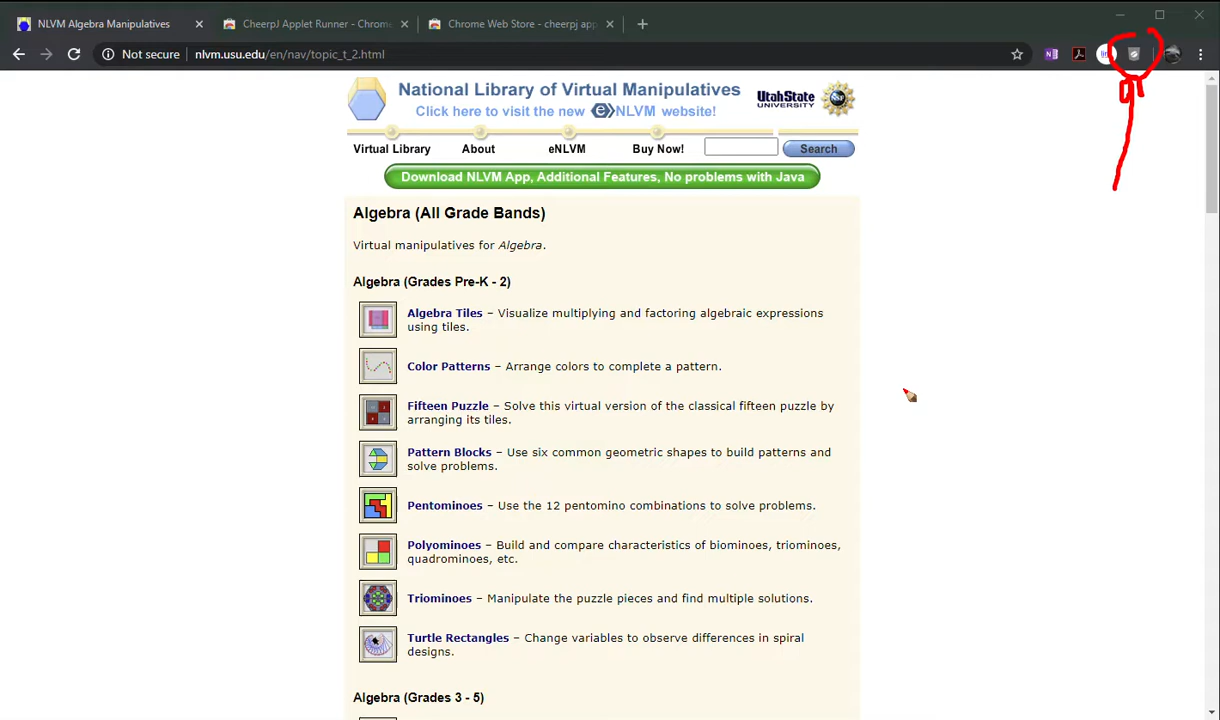 NLVM Algebra Manipulatives
CheerpJ Applet Runner - Chrome
Chrome Web Store - cheerpj app
Not secure
nlvm.usu.edu/en/nav/topic_t_2.html
National Library of Virtual Manipulatives
Click here to visit the new eNLVM website!
UtahState
UNIVERSITY
NSF
Virtual Library
About
eNLVM
Buy Now!
Search
Download NLVM App, Additional Features, No problems with Java
Algebra (All Grade Bands)
Virtual manipulatives for Algebra.
Algebra (Grades Pre-K - 2)
Algebra Tiles – Visualize multiplying and factoring algebraic expressions
using tiles.
Color Patterns – Arrange colors to complete a pattern.
Fifteen Puzzle – Solve this virtual version of the classical fifteen puzzle by
arranging its tiles.
Pattern Blocks – Use six common geometric shapes to build patterns and
solve problems.
Pentominoes – Use the 12 pentomino combinations to solve problems.
Polyominoes – Build and compare characteristics of biominoes, triominoes,
quadrominoes, etc.
Triominoes – Manipulate the puzzle pieces and find multiple solutions.
Turtle Rectangles – Change variables to observe differences in spiral
designs.
Algebra (Grades 3 - 5)